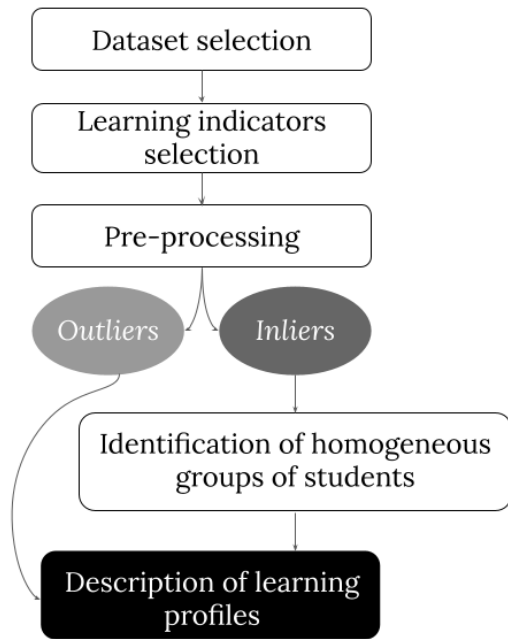 Dataset selection
Learning indicators
selection
Pre-processing
Outliers
Inliers
Identification of homogeneous
groups of students
Description of learning
profiles